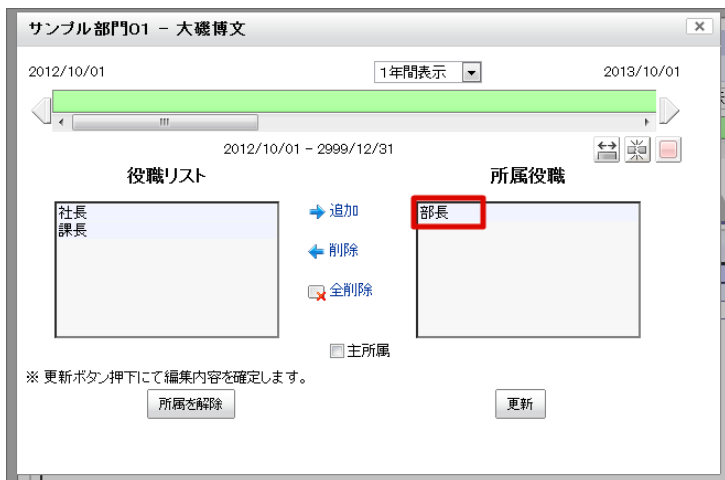 サンプル部門01 - 大磯博文
2012/10/01
1年間表示
2013/10/01
2012/10/01 - 2999/12/31
役職リスト
所属役職
社長
課長
追加
削除
全削除
部長
主所属
※ 更新ボタン押下にて編集内容を確定します。
所属を解除
更新